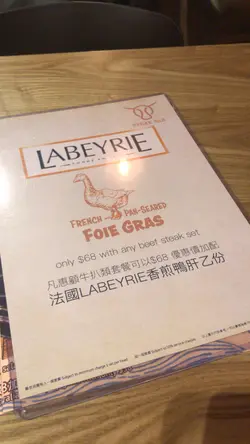 LABEYRIE
FRENCH PAN-SEARED
FOIE GRAS
only $68 with any beef steak set
凡惠顧牛扒類套餐可以$68 優惠價加配
法國LABEYRIE香煎鴨肝乙份